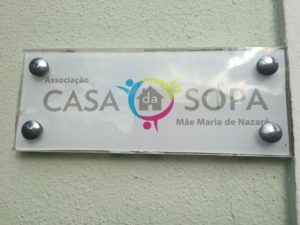 Associação
CASA da SOPA
Mãe Maria de Nazaré